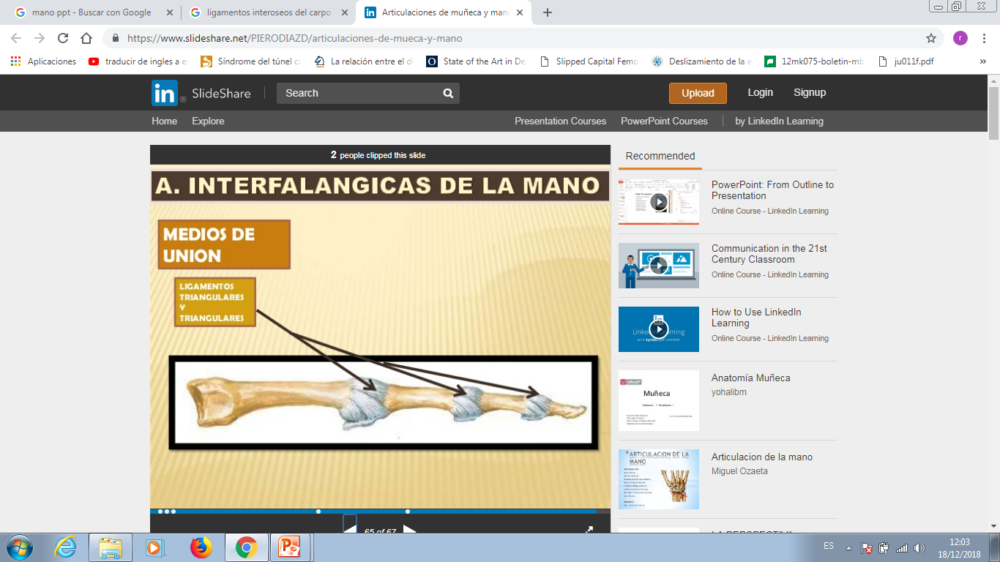 mano ppt - Buscar con Google
ligamentos interoseos del carpo
Articulaciones de muñeca y mano
https://www.slideshare.net/PIERODIAZD/articulaciones-de-mueca-y-mano
r
Aplicaciones
traducir de ingles a e
Síndrome del túnel ca
La relación entre el di
State of the Art in De
Slipped Capital Femo
Deslizamiento de la e
12mk075-boletin-mb
ju011f.pdf
»
in SlideShare
Search
Upload
Login
Signup
Home
Explore
Presentation Courses
PowerPoint Courses
by LinkedIn Learning
2 people clipped this slide
A. INTERFALANGICAS DE LA MANO
MEDIOS DE
UNION
LIGAMENTOS
TRIANGULARES
Y
TRIANGULARES
65 of 67
Recommended
PowerPoint: From Outline to
Presentation
Online Course - LinkedIn Learning
Communication in the 21st
Century Classroom
Online Course - LinkedIn Learning
How to Use LinkedIn
Learning
Online Course - LinkedIn Learning
Muñeca
Anatomía Muñeca
yohalibm
ARTICULACION DE LA
MANO
Articulacion de la mano
Miguel Ozaeta
LA PERSPECTIVA
ES
12:03
18/12/2018